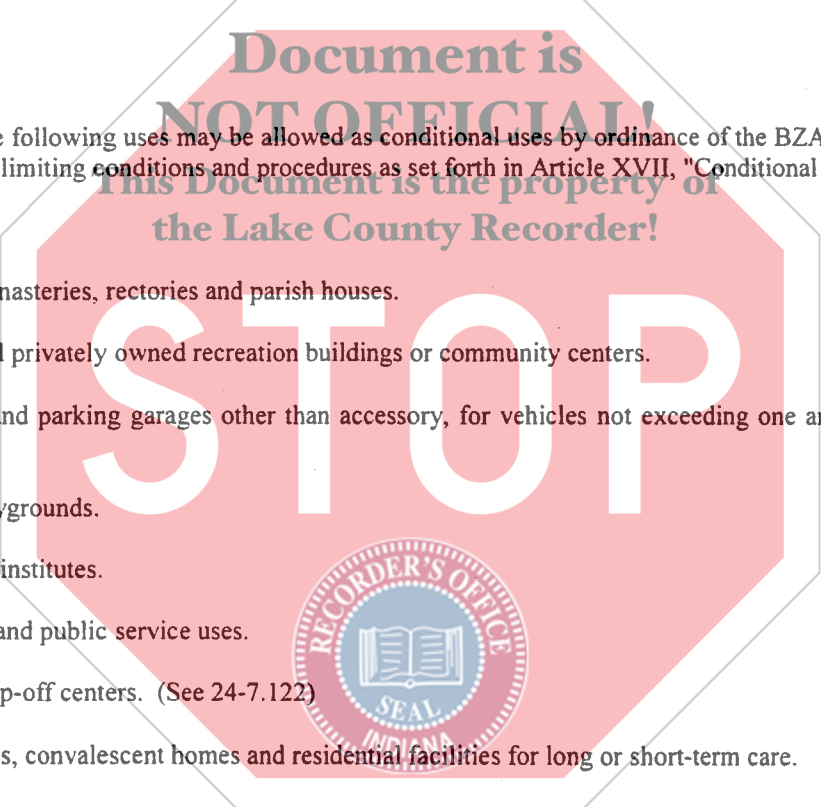 Document is
NOT OFFICIAL!
following uses may be allowed as conditional uses by ordinance of the BZA
limiting conditions and procedures as set forth in Article XVII, "Conditional
This Document is the property of
the Lake County Recorder!
rectories and parish houses.
privately owned recreation buildings or community centers.
parking garages other than accessory, for vehicles not exceeding one
STOP
institutes.
and public service uses.
centers. (See 24-7.122)
convalescent homes and residential facilities for long or short-term care.
RECORDER'S OFFICE
SEAL
INDIANA